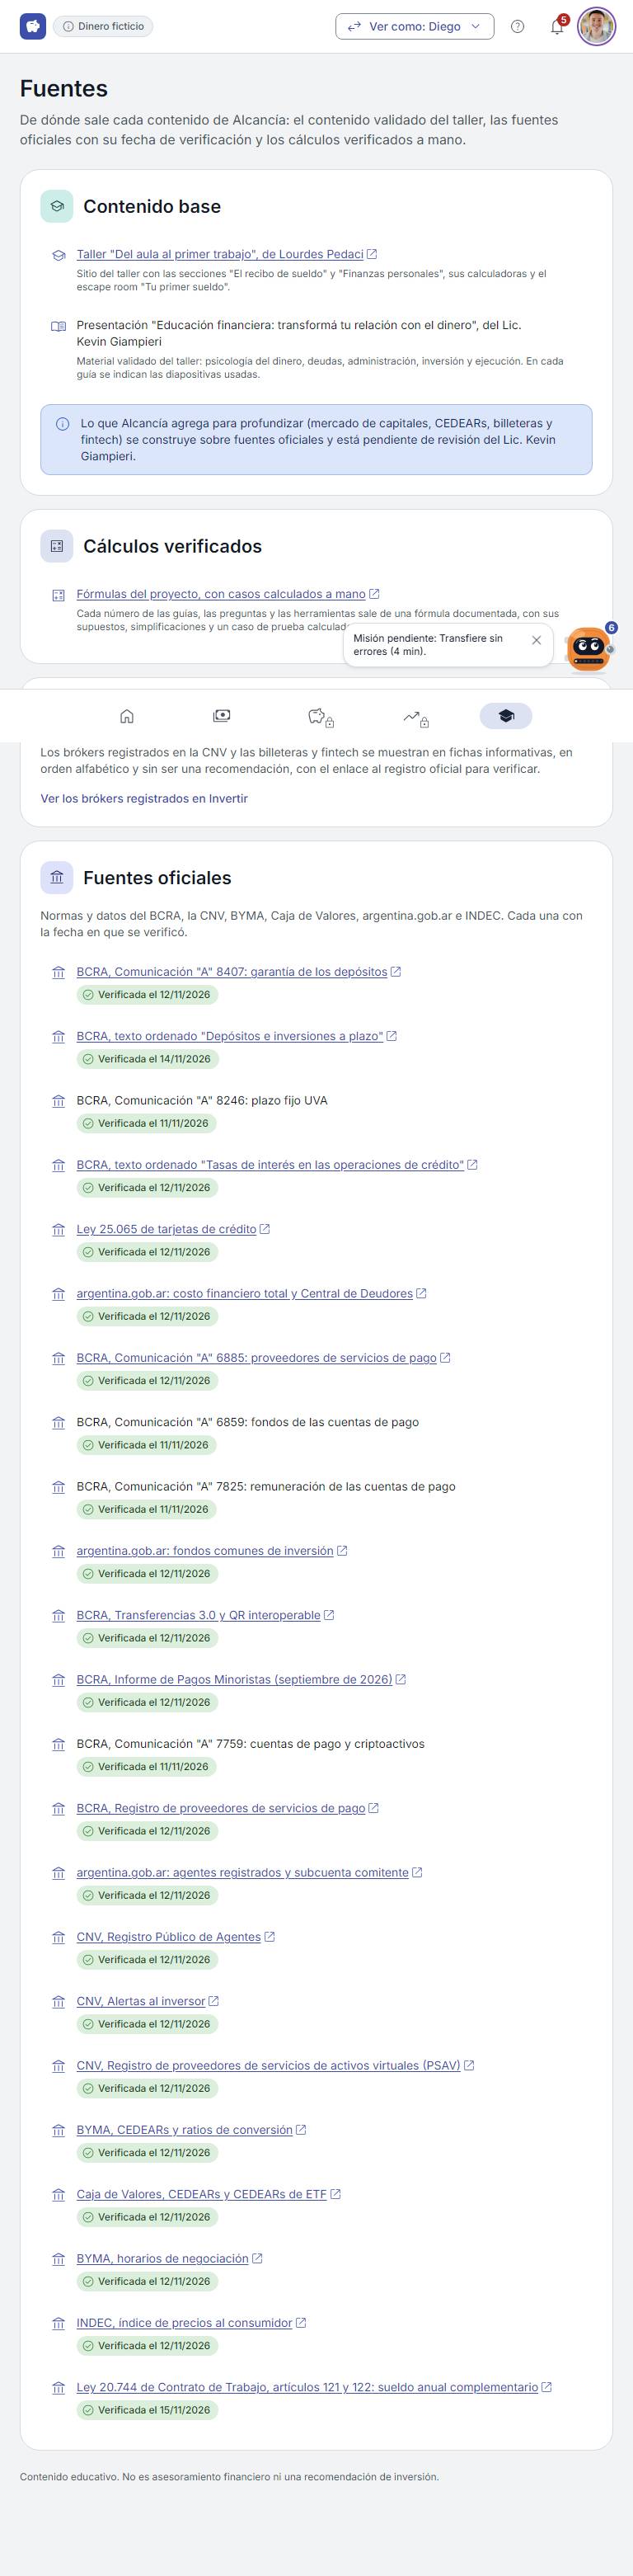 Dinero ficticio
Ver como: Diego
5
Fuentes
De dónde sale cada contenido de Alcancía: el contenido validado del taller, las fuentes
oficiales con su fecha de verificación y los cálculos verificados a mano.
Contenido base
Taller "Del aula al primer trabajo", de Lourdes Pedací
Sitio del taller con las secciones "El recibo de sueldo" y "Finanzas personales", sus calculadoras y el
escape room "Tu primer sueldo".
Presentación "Educación financiera: transformá tu relación con el dinero", del Lic.
Kevin Giampieri
Material validado del taller: psicología del dinero, deudas, administración, inversión y ejecución. En cada
guía se indican las diapositivas usadas.
Lo que Alcancía agrega para profundizar (mercado de capitales, CEDEARs, billeteras y
fintech) se construye sobre fuentes oficiales y está pendiente de revisión del Lic. Kevin
Giampieri.
Cálculos verificados
Fórmulas del proyecto, con casos calculados a mano
Cada número de las guías, las preguntas y las herramientas sale de una fórmula documentada, con sus
supuestos, simplificaciones y un caso de prueba calculado
Misión pendiente: Transfiere sin
errores (4 min).
6
Los brókers registrados en la CNV y las billeteras y fintech se muestran en fichas informativas, en
orden alfabético y sin ser una recomendación, con el enlace al registro oficial para verificar.
Ver los brókers registrados en Invertir
Fuentes oficiales
Normas y datos del BCRA, la CNV, BYMA, Caja de Valores, argentina.gob.ar e INDEC. Cada una con
la fecha en que se verificó.
BCRA, Comunicación "A" 8407: garantía de los depósitos
Verificada el 12/11/2026
BCRA, texto ordenado "Depósitos e inversiones a plazo"
Verificada el 14/11/2026
BCRA, Comunicación "A" 8246: plazo fijo UVA
Verificada el 11/11/2026
BCRA, texto ordenado "Tasas de interés en las operaciones de crédito"
Verificada el 12/11/2026
Ley 25.065 de tarjetas de crédito
Verificada el 12/11/2026
argentina.gob.ar: costo financiero total y Central de Deudores
Verificada el 12/11/2026
BCRA, Comunicación "A" 6885: proveedores de servicios de pago
Verificada el 12/11/2026
BCRA, Comunicación "A" 6859: fondos de las cuentas de pago
Verificada el 11/11/2026
BCRA, Comunicación "A" 7825: remuneración de las cuentas de pago
Verificada el 11/11/2026
argentina.gob.ar: fondos comunes de inversión
Verificada el 12/11/2026
BCRA, Transferencias 3.0 y QR interoperable
Verificada el 12/11/2026
BCRA, Informe de Pagos Minoristas (septiembre de 2026)
Verificada el 12/11/2026
BCRA, Comunicación "A" 7759: cuentas de pago y criptoactivos
Verificada el 11/11/2026
BCRA, Registro de proveedores de servicios de pago
Verificada el 12/11/2026
argentina.gob.ar: agentes registrados y subcuenta comitente
Verificada el 12/11/2026
CNV, Registro Público de Agentes
Verificada el 12/11/2026
CNV, Alertas al inversor
Verificada el 12/11/2026
CNV, Registro de proveedores de servicios de activos virtuales (PSAV)
Verificada el 12/11/2026
BYMA, CEDEARs y ratios de conversión
Verificada el 12/11/2026
Caja de Valores, CEDEARs y CEDEARs de ETF
Verificada el 12/11/2026
BYMA, horarios de negociación
Verificada el 12/11/2026
INDEC, índice de precios al consumidor
Verificada el 12/11/2026
Ley 20.744 de Contrato de Trabajo, artículos 121 y 122: sueldo anual complementario
Verificada el 15/11/2026
Contenido educativo. No es asesoramiento financiero ni una recomendación de inversión.